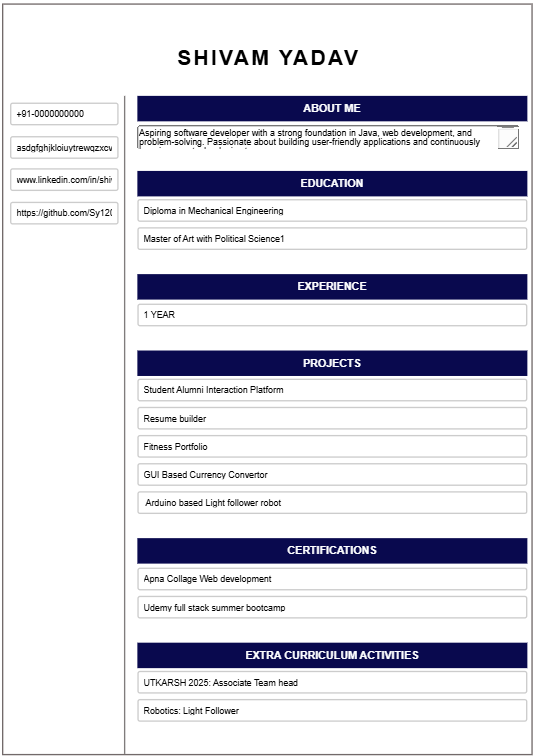 SHIVAM YADAV
+91-0000000000
asdgfghjkloiuytrewqzxcv
www.linkedin.com/in/shiv
https://github.com/Sy120
ABOUT ME
Aspiring software developer with a strong foundation in Java, web development, and
problem-solving. Passionate about building user-friendly applications and continuously
EDUCATION
Diploma in Mechanical Engineering
Master of Art with Political Science1
EXPERIENCE
1 YEAR
PROJECTS
Student Alumni Interaction Platform
Resume builder
Fitness Portfolio
GUI Based Currency Convertor
Arduino based Light follower robot
CERTIFICATIONS
Apna Collage Web development
Udemy full stack summer bootcamp
EXTRA CURRICULUM ACTIVITIES
UTKARSH 2025: Associate Team head
Robotics: Light Follower